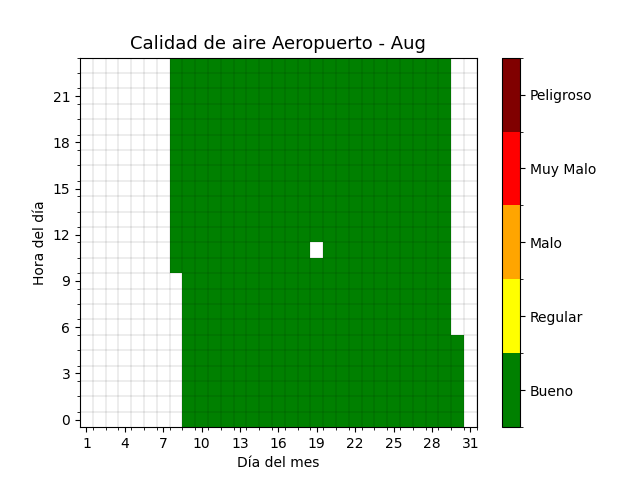 Calidad de aire Aeropuerto - Aug
Hora del día
21
18
15
12
9
6
3
0
1 4 7 10 13 16 19 22 25 28 31
Día del mes
Peligroso
Muy Malo
Malo
Regular
Bueno